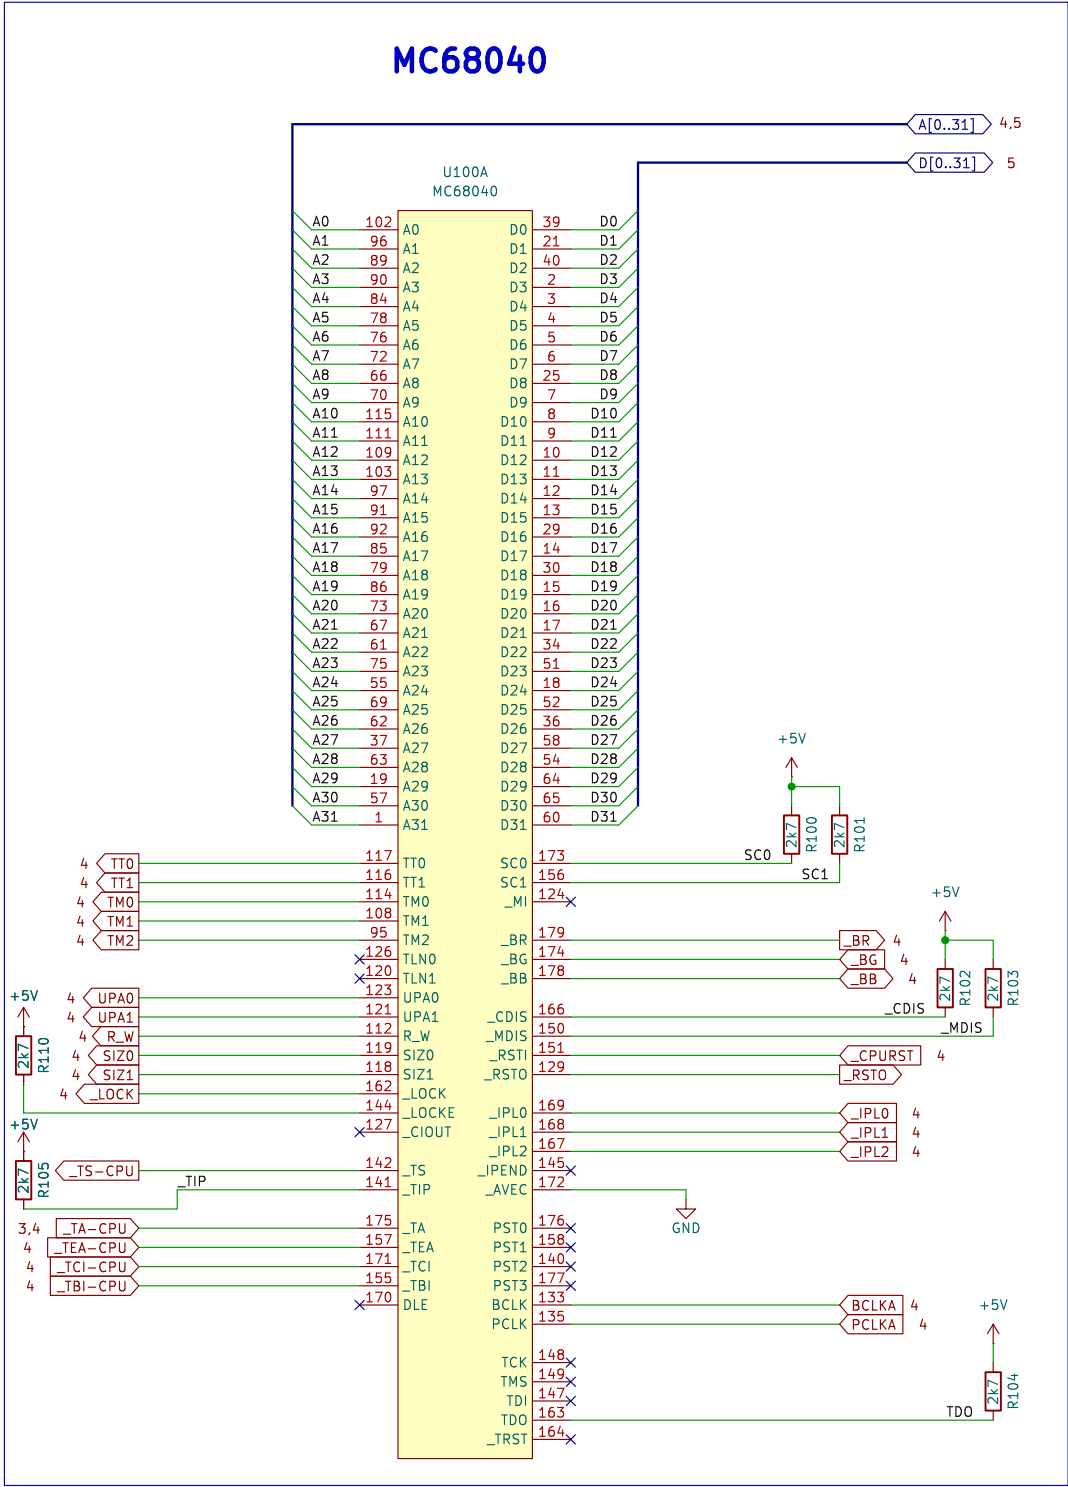 MC68040
A[0..31] 4,5
D[0..31] 5
U100A
MC68040
A0 102 A0 D0 39 D0
A1 96 A1 D1 21 D1
A2 89 A2 D2 40 D2
A3 90 A3 D3 2 D3
A4 84 A4 D4 3 D4
A5 78 A5 D5 4 D5
A6 76 A6 D6 5 D6
A7 72 A7 D7 6 D7
A8 66 A8 D8 25 D8
A9 70 A9 D9 7 D9
A10 115 A10 D10 8 D10
A11 111 A11 D11 9 D11
A12 109 A12 D12 10 D12
A13 103 A13 D13 11 D13
A14 97 A14 D14 12 D14
A15 91 A15 D15 13 D15
A16 92 A16 D16 29 D16
A17 85 A17 D17 14 D17
A18 79 A18 D18 30 D18
A19 86 A19 D19 15 D19
A20 73 A20 D20 16 D20
A21 67 A21 D21 17 D21
A22 61 A22 D22 34 D22
A23 75 A23 D23 51 D23
A24 55 A24 D24 18 D24
A25 69 A25 D25 52 D25
A26 62 A26 D26 36 D26
A27 37 A27 D27 58 D27
+5V
A28 63 A28 D28 54 D28
A29 19 A29 D29 64 D29
A30 57 A30 D30 65 D30
A31 1 A31 D31 60 D31
2k7 R100 2k7 R101
4 TT0 117 TT0 SC0 173 SC0
4 TT1 116 TT1 SC1 156 SC1
4 TM0 114 TM0 _MI 124
+5V
4 TM1 108 TM1
4 TM2 95 TM2 _BR 179 _BR 4
126 TLN0 _BG 174 _BG 4
120 TLN1 _BB 178 _BB 4
2k7 R102 2k7 R103
+5V
4 UPA0 123 UPA0
4 UPA1 121 UPA1 _CDIS 166 _CDIS
4 R_W 112 R_W _MDIS 150 _MDIS
2k7 R110
4 SIZ0 119 SIZ0 _RSTI 151 _CPURST 4
4 SIZ1 118 SIZ1 _RSTO 129 _RSTO
4 _LOCK 162 _LOCK
144 _LOCKE _IPL0 169 _IPL0 4
+5V
127 _CIOUT _IPL1 168 _IPL1 4
_IPL2 167 _IPL2 4
2k7 R105
_TS-CPU 142 _TS _IPEND 145
_TIP 141 _TIP _AVEC 172
GND
3,4 _TA-CPU 175 _TA PST0 176
4 _TEA-CPU 157 _TEA PST1 158
4 _TCI-CPU 171 _TCI PST2 140
4 _TBI-CPU 155 _TBI PST3 177
170 DLE BCLK 133 BCLKA 4
PCLK 135 PCLKA 4
+5V
TCK 148
TMS 149
2k7 R104
TDI 147
TDO 163 TDO
_TRST 164